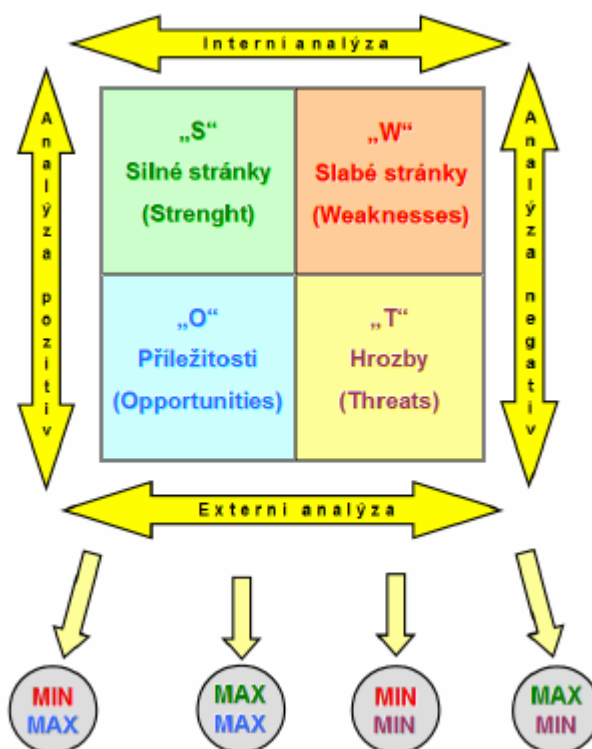 Interní analýza
Analýza pozitiv
„S“
Silné stránky
(Strenght)
„W“
Slabé stránky
(Weaknesses)
Analýza negativ
„O“
Příležitosti
(Opportunities)
„T“
Hrozby
(Threats)
Externí analýza
MIN
MAX
MAX
MAX
MIN
MIN
MAX
MIN